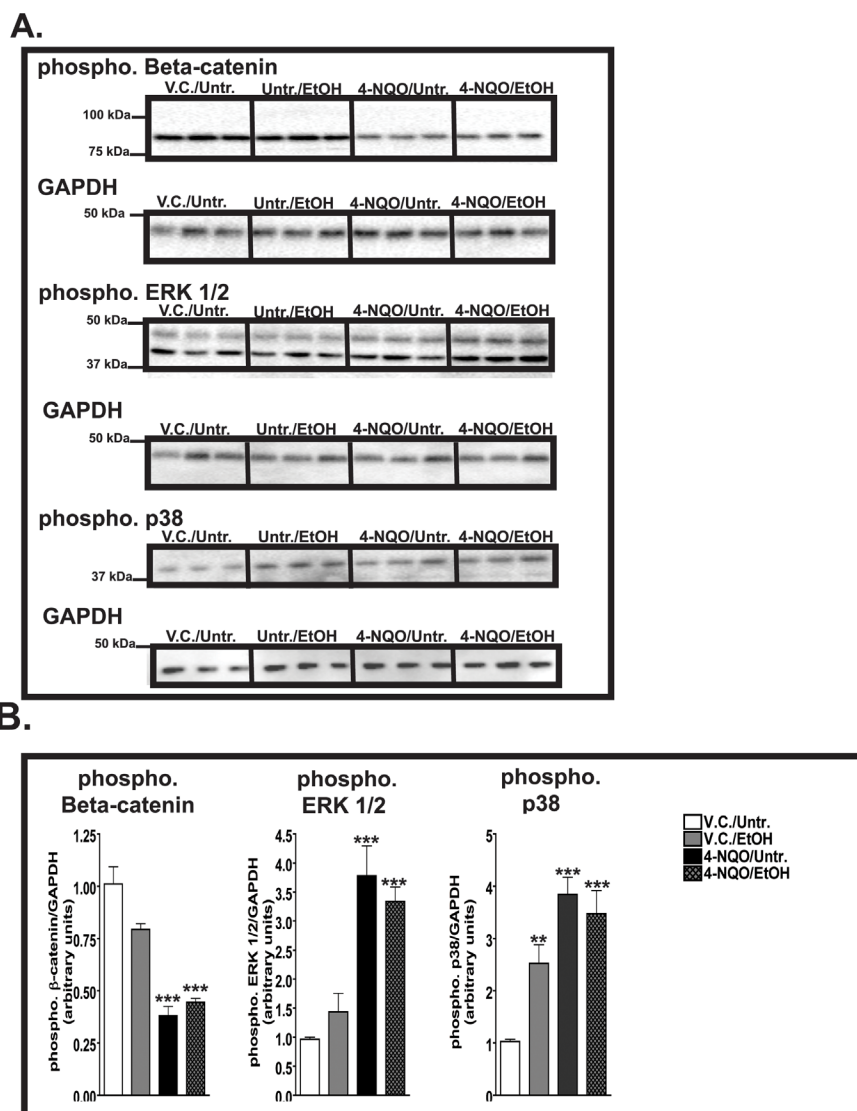 A.
phospho. Beta-catenin
V.C./Untr. Untr./EtOH 4-NQO/Untr. 4-NQO/EtOH
100 kDa
75 kDa
GAPDH
V.C./Untr. Untr./EtOH 4-NQO/Untr. 4-NQO/EtOH
50 kDa
phospho. ERK 1/2
V.C./Untr. Untr./EtOH 4-NQO/Untr. 4-NQO/EtOH
50 kDa
37 kDa
GAPDH
V.C./Untr. Untr./EtOH 4-NQO/Untr. 4-NQO/EtOH
50 kDa
phospho. p38
V.C./Untr. Untr./EtOH 4-NQO/Untr. 4-NQO/EtOH
37 kDa
GAPDH
V.C./Untr. Untr./EtOH 4-NQO/Untr. 4-NQO/EtOH
50 kDa
B.
phospho.
Beta-catenin
phospho. β-catenin/GAPDH
(arbitrary units)
1.25
1.00
0.75
0.50
0.25
0.00
*** ***
phospho.
ERK 1/2
phospho. ERK 1/2/GAPDH
(arbitrary units)
4.5
4.0
3.5
3.0
2.5
2.0
1.5
1.0
0.5
0.0
*** ***
phospho.
p38
phospho. p38/GAPDH
(arbitrary units)
5
4
3
2
1
0
** *** ***
V.C./Untr.
V.C./EtOH
4-NQO/Untr.
4-NQO/EtOH